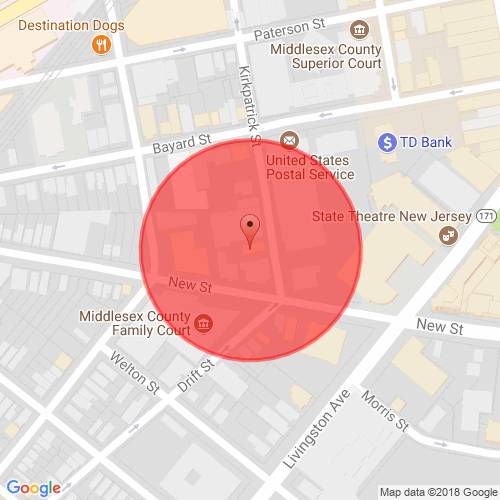 Destination Dogs
Paterson St
Middlesex County
Superior Court
Kirkpatrick St
Bayard St
TD Bank
United States
Postal Service
State Theatre New Jersey
171
New St
Middlesex County
Family Court
New St
Welton St
Drift St
Livingston Ave
Morris St
Google
Map data ©2018 Google